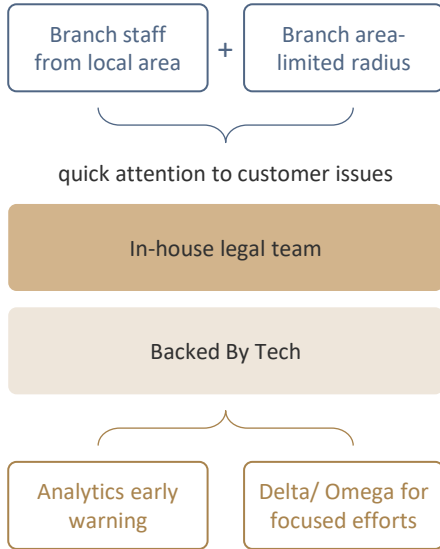 Branch staff
from local area
+
Branch area-
limited radius
quick attention to customer issues
In-house legal team
Backed By Tech
Analytics early
warning
Delta/ Omega for
focused efforts